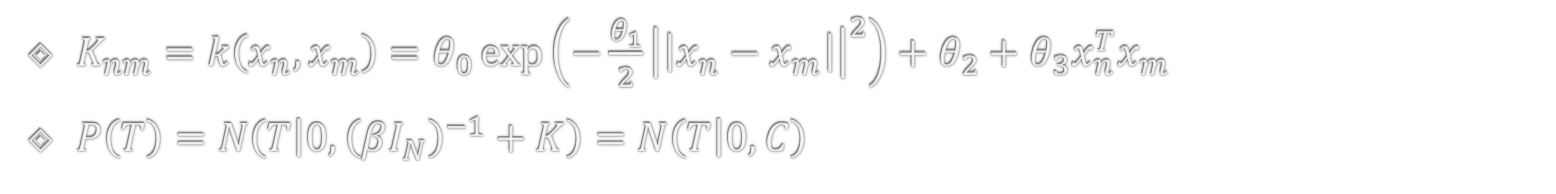 ❖ K_{nm} = k(x_n, x_m) = θ_0 exp(−\frac{θ_1}{2}||x_n − x_m||^2) + θ_2 + θ_3 x_n^T x_m
❖ P(T) = N(T|0, (βI_N)^{−1} + K) = N(T|0, C)